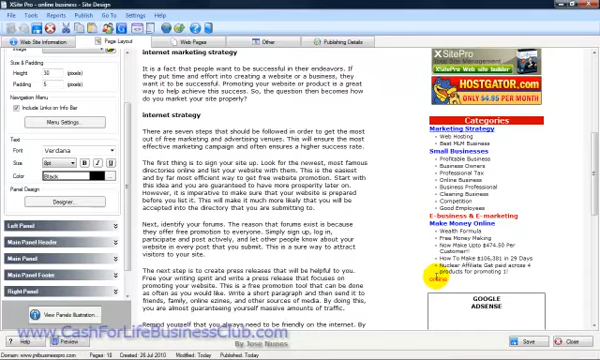 XSite Pro - online business - Site Design
File Tools Reports Publish Go To Settings Help
Web Site Information Page Layout Web Pages Other Publishing Details
Image
Size & Padding
Height 30 (pixels)
Padding 5 (pixels)
Navigation Menu
Include Links on Info Bar
Menu Settings...
Text
Font Verdana
Size 8pt B I U
Color Black
Panel Design
Designer...
Left Panel
Main Panel Header
Main Panel
Main Panel Footer
Right Panel
View Panels Illustration...
internet marketing strategy
It is a fact that people want to be successful in their endeavors. If
they put time and effort into creating a website or a business, they
want it to be successful. Promoting your website or product is a great
way to help achieve this success. So, the question then becomes how
do you market your site properly?
internet strategy
There are seven steps that should be followed in order to get the most
out of free marketing and advertising venues. This will ensure the most
effective marketing campaign and often ensures a higher success rate.
The first thing is to sign your site up. Look for the newest, most famous
directories online and list your website with them. This is the easiest
and by far most efficient way to get free website promotion. Start with
this idea and you are guaranteed to have more prosperity later on.
However, it is imperative to make sure that your website is prepared
before you list it. This will make it much more likely that you will be
accepted into the directory that you are submitting to.
Next, identify your forums. The reason that forums exist is because
they offer free promotion to everyone. Simply sign up, log in,
participate and post actively, and let other people know about your
website in every post that you submit. This is a sure way to attract
visitors to your site.
The next step is to create press releases that will be helpful to you.
Free your writing spirit and write a press release that focuses on
promoting your website. This is a free promotion tool that can be done
as often as you would like. Write a short paragraph and then send it to
friends, family, online ezines, and other sources of media. By doing this,
you are almost guaranteeing yourself massive amounts of traffic.
Remind yourself that you always need to be friendly on the internet. By
XSITEPRO
XSitePro Web site builder
HOSTGATOR.com
ONLY $4.95 PER MONTH
Categories
Marketing Strategy
Web Hosting
Best MLM Business
Small Businesses
Profitable Business
Business Owners
Professional Tax
Online Business
Business Professional
Cleaning Business
Competition
Good Employees
E-business & E-marketing
Make Money Online
Wealth Formula
Free Money Making
Now Make Upto $474.50 Per
Customer!!
How To Make $106,381 in 29 Days
Nuclear Affiliate Get paid across 4
products for promoting 1!
online
GOOGLE
ADSENSE
Help Preview Save Close
www.CashForLifeBusinessClub.com
By Jose Nunes
Domain: www.jmbusinesspro.com Pages: 18 Created: 26 Jul 2010 Modified: Today Published: Today